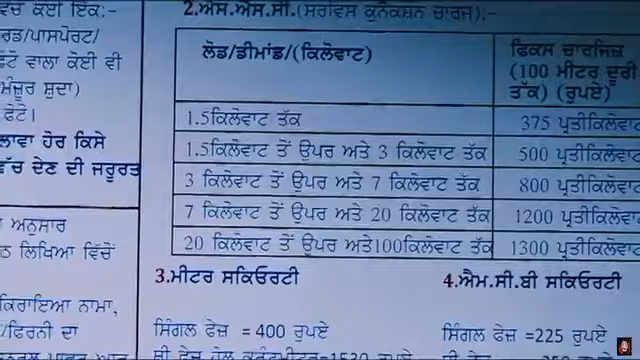 ਵਿੱਚ ਕੋਈ ਇੱਕ:-
ਰਡ/ਪਾਸਪੋਰਟ/
ਵਾਲਾ ਕੋਈ ਵੀ
ਮੰਜ਼ੂਰ ਸ਼ੁਦਾ)
ਫੋਟੋ।
ਲਾਵਾ ਹੋਰ ਕਿਸੇ
ਵੱਚ ਦੇਣ ਦੀ ਜਰੂਰਤ
ਅਨੁਸਾਰ
ਲਿਖਿਆ ਵਿੱਚੋਂ
ਕਿਰਾਇਆ ਨਾਮਾ,
/ਫਿਰਨੀ ਦਾ
2.ਐਸ.ਐਸ.ਸੀ.(ਸਰਵਿਸ ਕੁਨੈਕਸ਼ਨ ਚਾਰਜ):-
ਲੋਡ/ਡੀਮਾਂਡ/(ਕਿਲੋਵਾਟ) ਫਿਕਸ ਚਾਰਜਿਜ਼
(100 ਮੀਟਰ ਦੂਰੀ
ਤੱਕ) (ਰੁਪਏ)
1.5ਕਿਲੋਵਾਟ ਤੱਕ 375 ਪ੍ਰਤੀਕਿਲੋਵਾਟ
1.5ਕਿਲੋਵਾਟ ਤੋਂ ਉਪਰ ਅਤੇ 3 ਕਿਲੋਵਾਟ ਤੱਕ 500 ਪ੍ਰਤੀਕਿਲੋਵਾਟ
3 ਕਿਲੋਵਾਟ ਤੋਂ ਉਪਰ ਅਤੇ 7 ਕਿਲੋਵਾਟ ਤੱਕ 800 ਪ੍ਰਤੀਕਿਲੋਵਾਟ
7 ਕਿਲੋਵਾਟ ਤੋਂ ਉਪਰ ਅਤੇ 20 ਕਿਲੋਵਾਟ ਤੱਕ 1200 ਪ੍ਰਤੀਕਿਲੋਵਾ
20 ਕਿਲੋਵਾਟ ਤੋਂ ਉਪਰ ਅਤੇ100ਕਿਲੋਵਾਟ ਤੱਕ 1300 ਪ੍ਰਤੀਕਿਲੋਵਾ
3.ਮੀਟਰ ਸਕਿਓਰਟੀ
ਸਿੰਗਲ ਫੇਜ਼ =400 ਰੁਪਏ
4.ਐਮ.ਸੀ.ਬੀ ਸਕਿਓਰਟੀ
ਸਿੰਗਲ ਫੇਜ਼ =225 ਰੁਪਏ